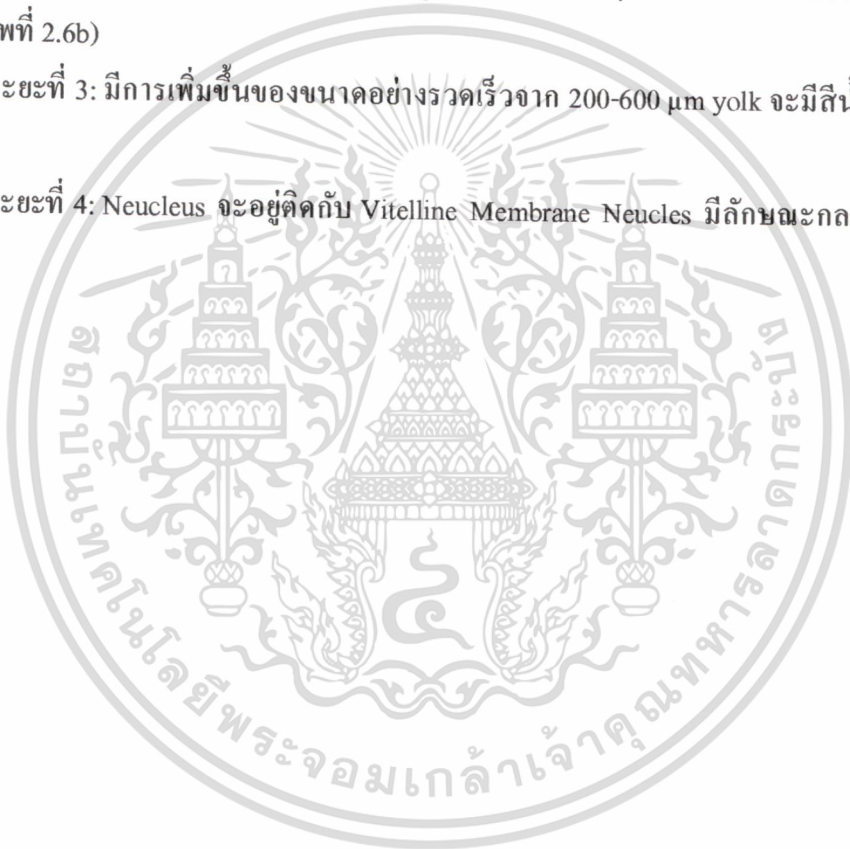 พที่ 2.6b)
ะยะที่ 3: มีการเพิ่มขึ้นของขนาดอย่างรวดเร็วจาก 200-600 µm yolk จะมีสีน้
ะยะที่ 4: Neucleus จะอยู่ติดกับ Vitelline Membrane Neucles มีลักษณะกล
สถาบันเทคโนโลยีพระจอมเกล้าเจ้าคุณทหารลาดกระบัง